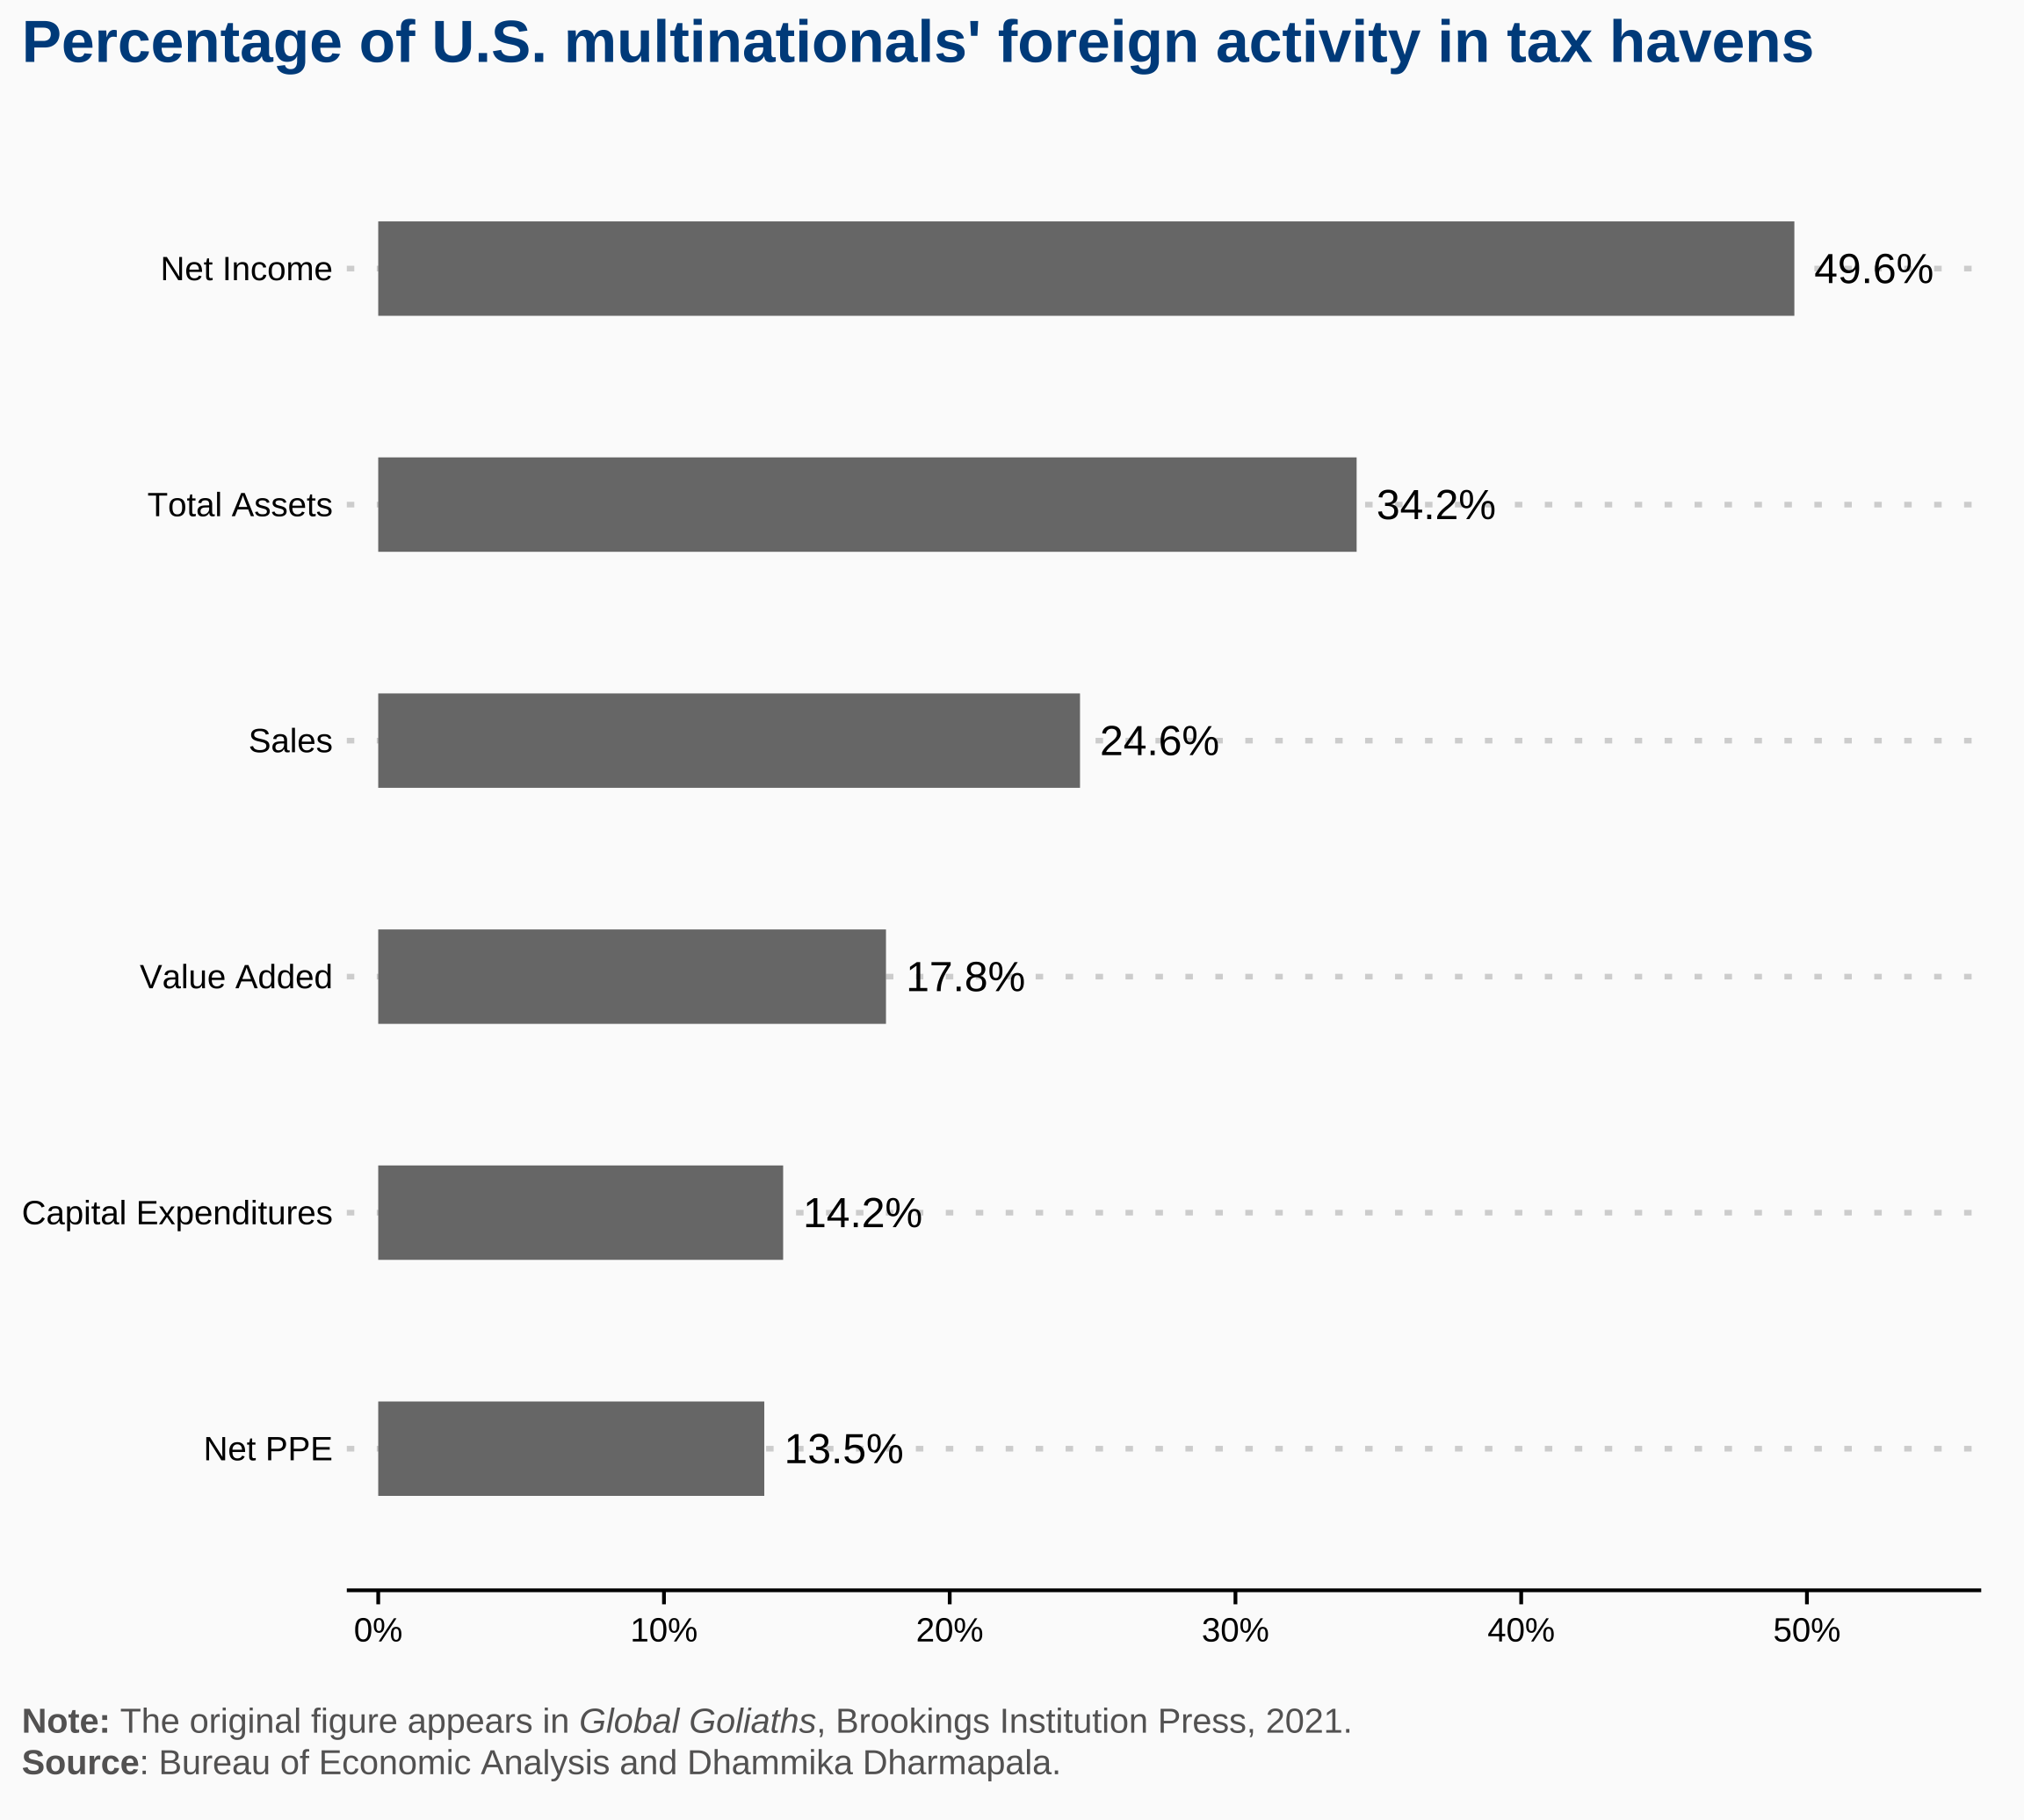 Percentage of U.S. multinationals' foreign activity in tax havens
Net Income 49.6%
Total Assets 34.2%
Sales 24.6%
Value Added 17.8%
Capital Expenditures 14.2%
Net PPE 13.5%
0% 10% 20% 30% 40% 50%
Note: The original figure appears in Global Goliaths, Brookings Institution Press, 2021.
Source: Bureau of Economic Analysis and Dhammika Dharmapala.